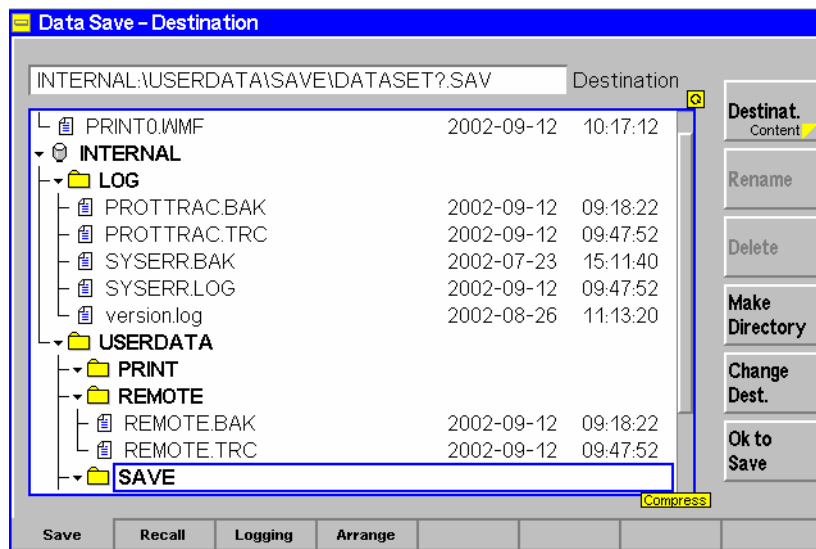 Data Save – Destination
INTERNAL:\USERDATA\SAVE\DATASET?.SAV Destination
PRINT0.WMF 2002-09-12 10:17:12
INTERNAL
LOG
PROTTRAC.BAK 2002-09-12 09:18:22
PROTTRAC.TRC 2002-09-12 09:47:52
SYSERR.BAK 2002-07-23 15:11:40
SYSERR.LOG 2002-09-12 09:47:52
version.log 2002-08-26 11:13:20
USERDATA
PRINT
REMOTE
REMOTE.BAK 2002-09-12 09:18:22
REMOTE.TRC 2002-09-12 09:47:52
SAVE
Compress
Destinat.
Content
Rename
Delete
Make
Directory
Change
Dest.
Ok to
Save
Save Recall Logging Arrange